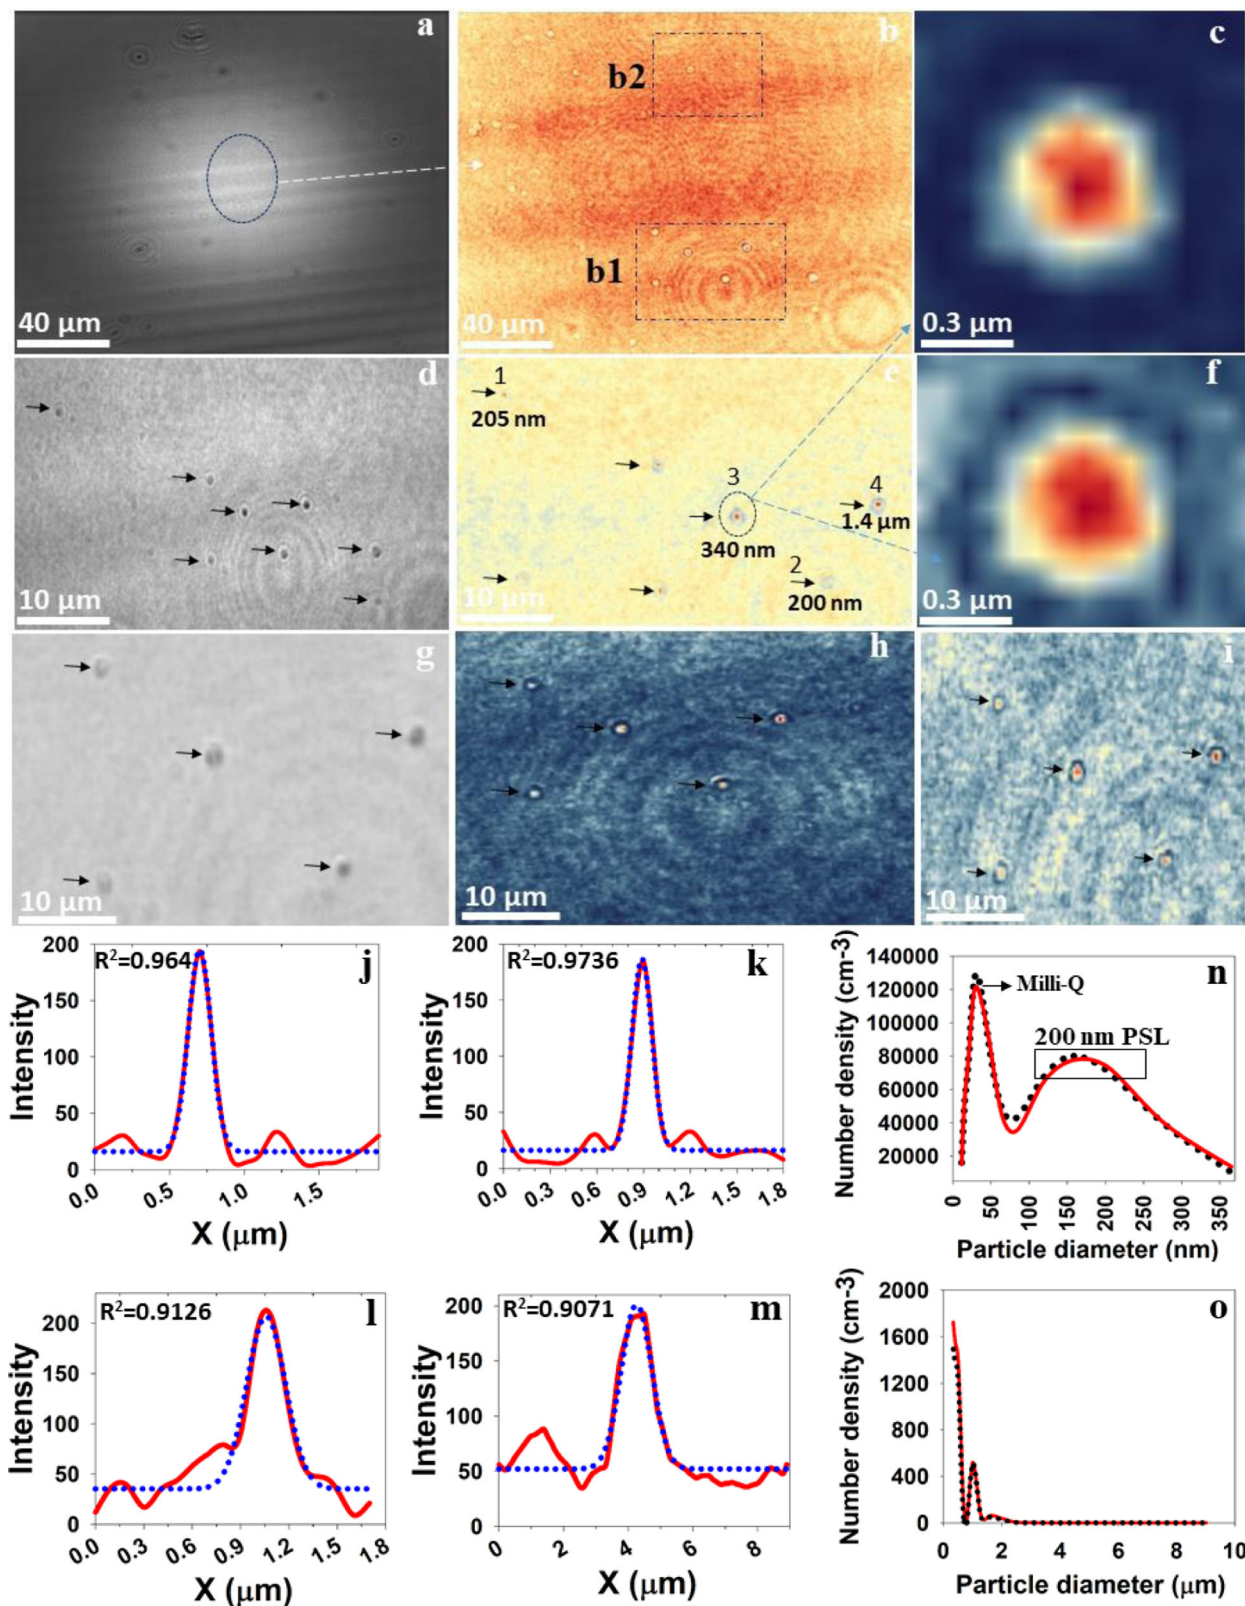 a
40 µm
b
b2
b1
40 µm
c
0.3 µm
d
10 µm
e
1
205 nm
3
340 nm
4
1.4 µm
2
200 nm
10 µm
f
0.3 µm
g
10 µm
h
10 µm
i
10 µm
j
R²=0.964
200
150
100
50
0
Intensity
0.0
0.5
1.0
1.5
X (µm)
k
R²=0.9736
200
150
100
50
0
Intensity
0.0
0.3
0.6
0.9
1.2
1.5
1.8
X (µm)
n
140000
120000
100000
80000
60000
40000
20000
Number density (cm-3)
Milli-Q
200 nm PSL
0
50
100
150
200
250
300
350
Particle diameter (nm)
l
R²=0.9126
250
200
150
100
50
0
Intensity
0.0
0.3
0.6
0.9
1.2
1.5
1.8
X (µm)
m
R²=0.9071
200
150
100
50
0
Intensity
0
2
4
6
8
X (µm)
o
2000
1600
1200
800
400
0
Number density (cm-3)
0
2
4
6
8
10
Particle diameter (µm)